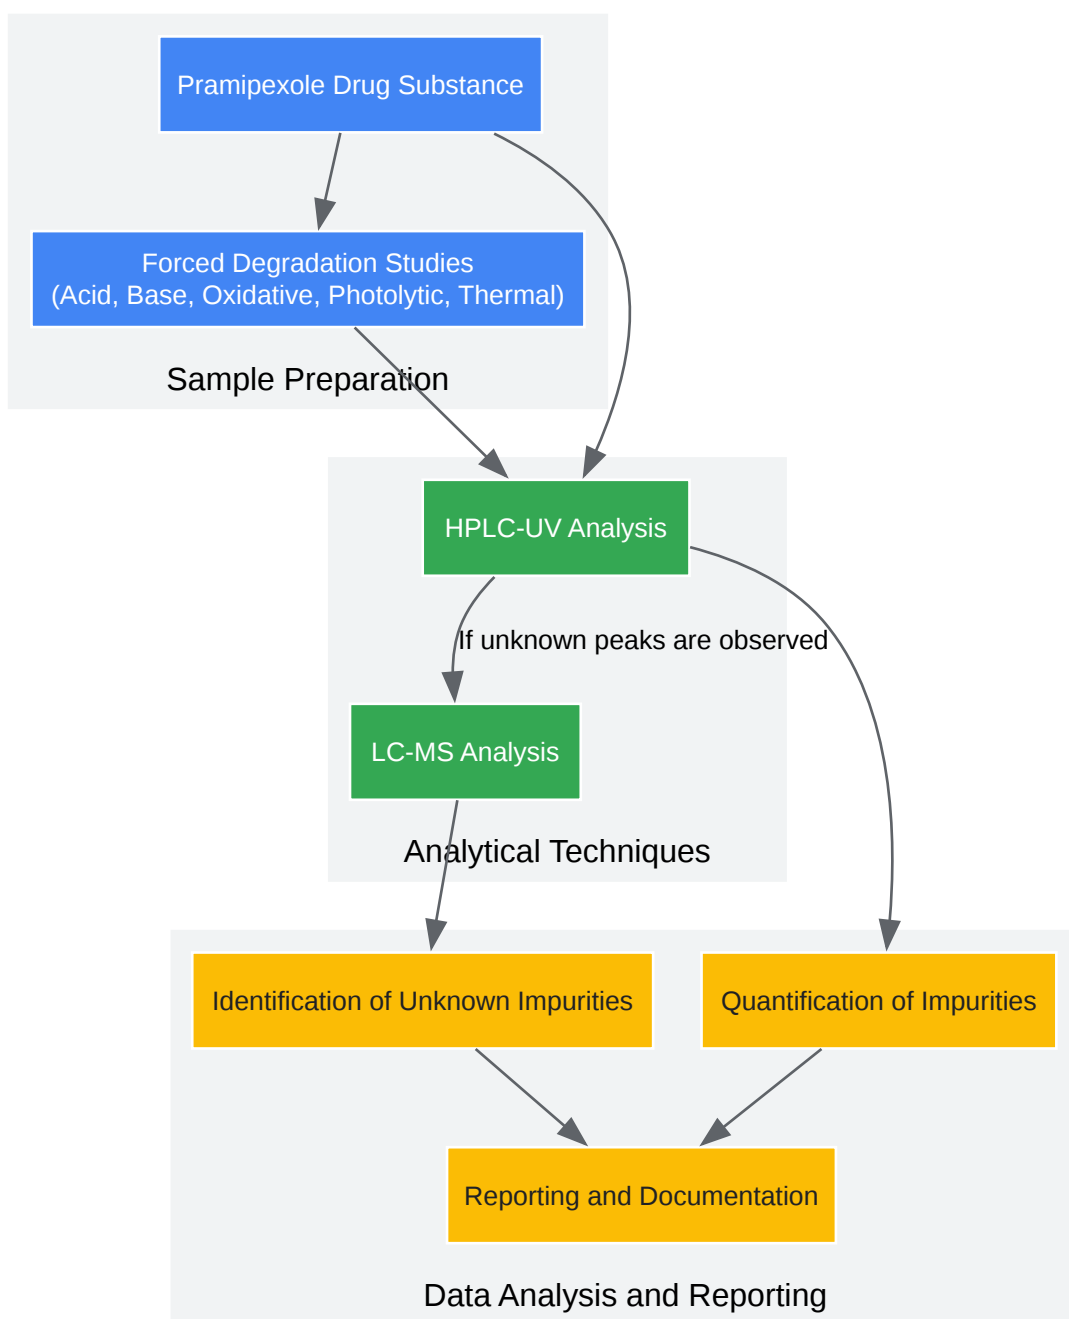 Pramipexole Drug Substance
Forced Degradation Studies
(Acid, Base, Oxidative, Photolytic, Thermal)
Sample Preparation
HPLC-UV Analysis
If unknown peaks are observed
LC-MS Analysis
Analytical Techniques
Identification of Unknown Impurities
Quantification of Impurities
Reporting and Documentation
Data Analysis and Reporting